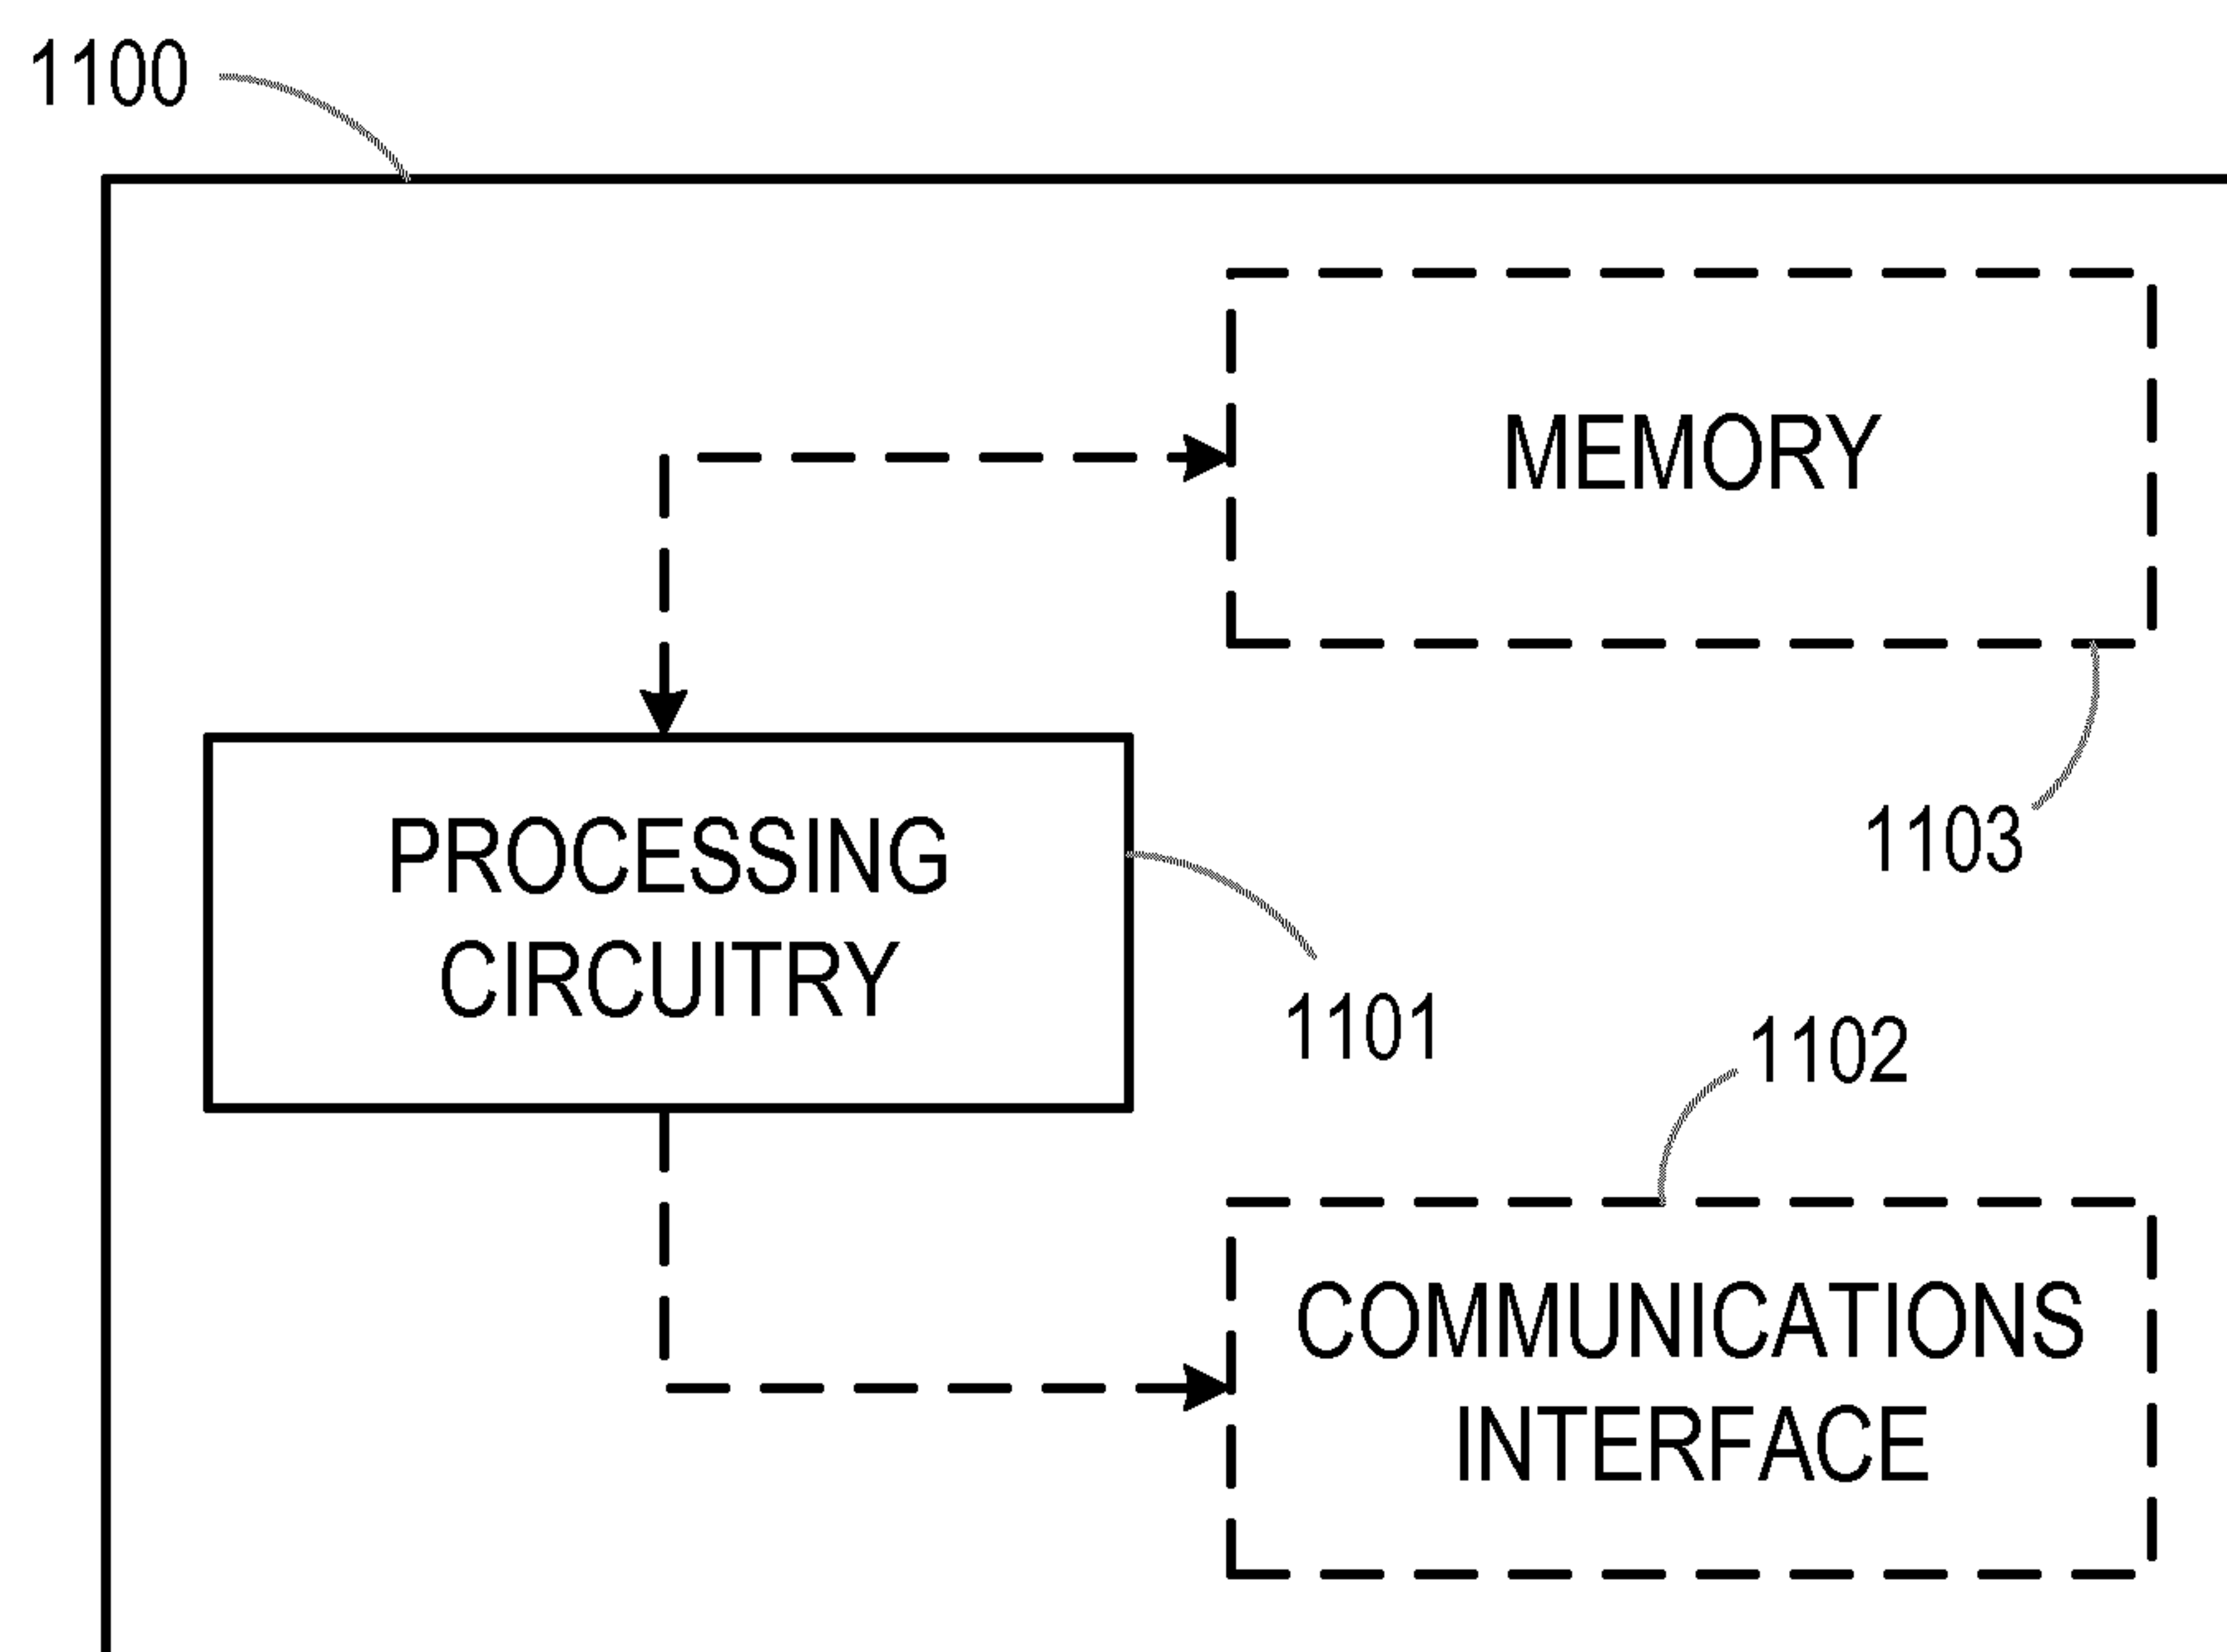 1100
MEMORY
1103
PROCESSING
CIRCUITRY
1101
1102
COMMUNICATIONS
INTERFACE